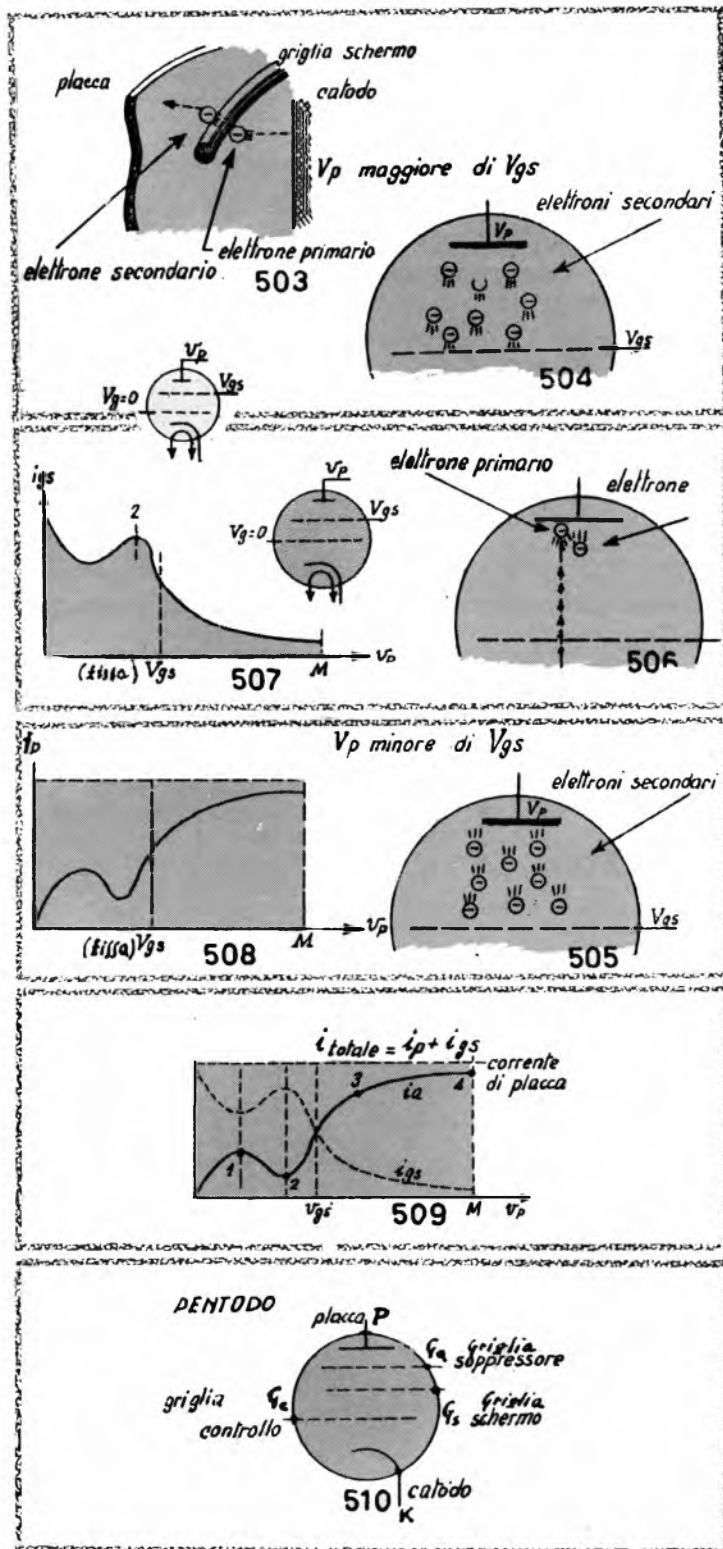 griglia schermo
placca
catodo
Vp maggiore di Vgs
elettrone secondario
elettrone primario
503
elettroni secondari
Vp
Vgs
504
vp
Vg=0
Vgs
igs
2
(fissa) Vgs
507
M
vp
vp
Vg=0
Vgs
elettrone primario
elettrone
506
Vp minore di Vgs
ip
(fissa) Vgs
508
M
vp
elettroni secondari
Vp
Vgs
505
i totale = ip + igs
corrente
di placca
1
2
3
4
ia
igs
vgs
509
M
vp
PENTODO
placca P
Griglia
soppressore
griglia
controllo
Gc
Gs Griglia
schermo
510
catodo
K